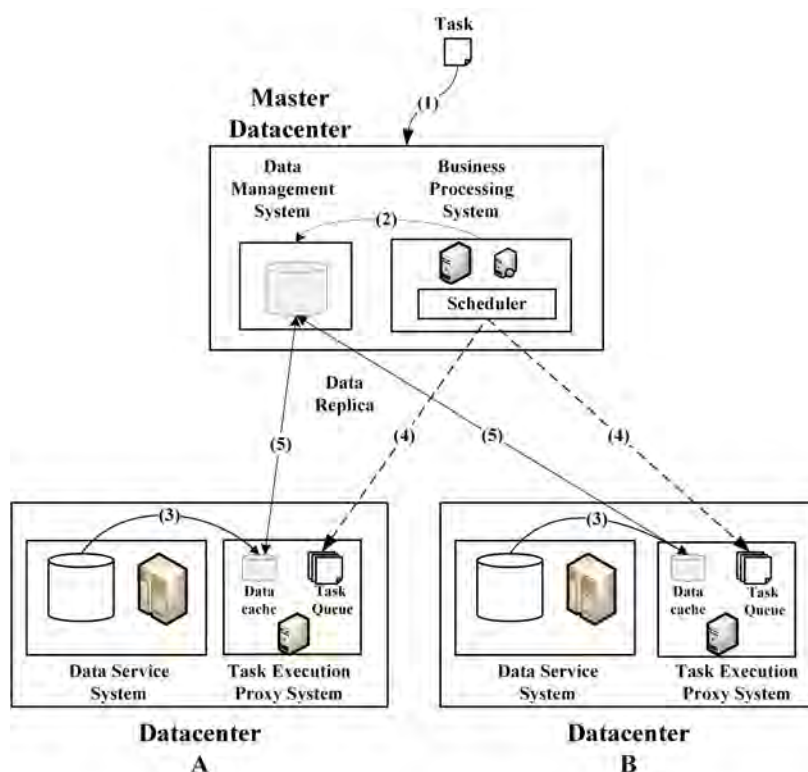 Task
(1)
Master
Datacenter
Data
Management
System
Business
Processing
System
(2)
Scheduler
Data
Replica
(5)
(4)
(5)
(4)
(3)
Data
cache
Task
Queue
Data Service
System
Task Execution
Proxy System
Datacenter
A
(3)
Data
cache
Task
Queue
Data Service
System
Task Execution
Proxy System
Datacenter
B